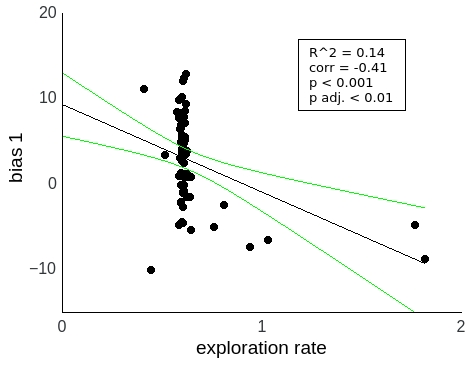 20
R^2 = 0.14
corr = -0.41
p < 0.001
p adj. < 0.01
10
bias 1
0
−10
0 1 2
exploration rate